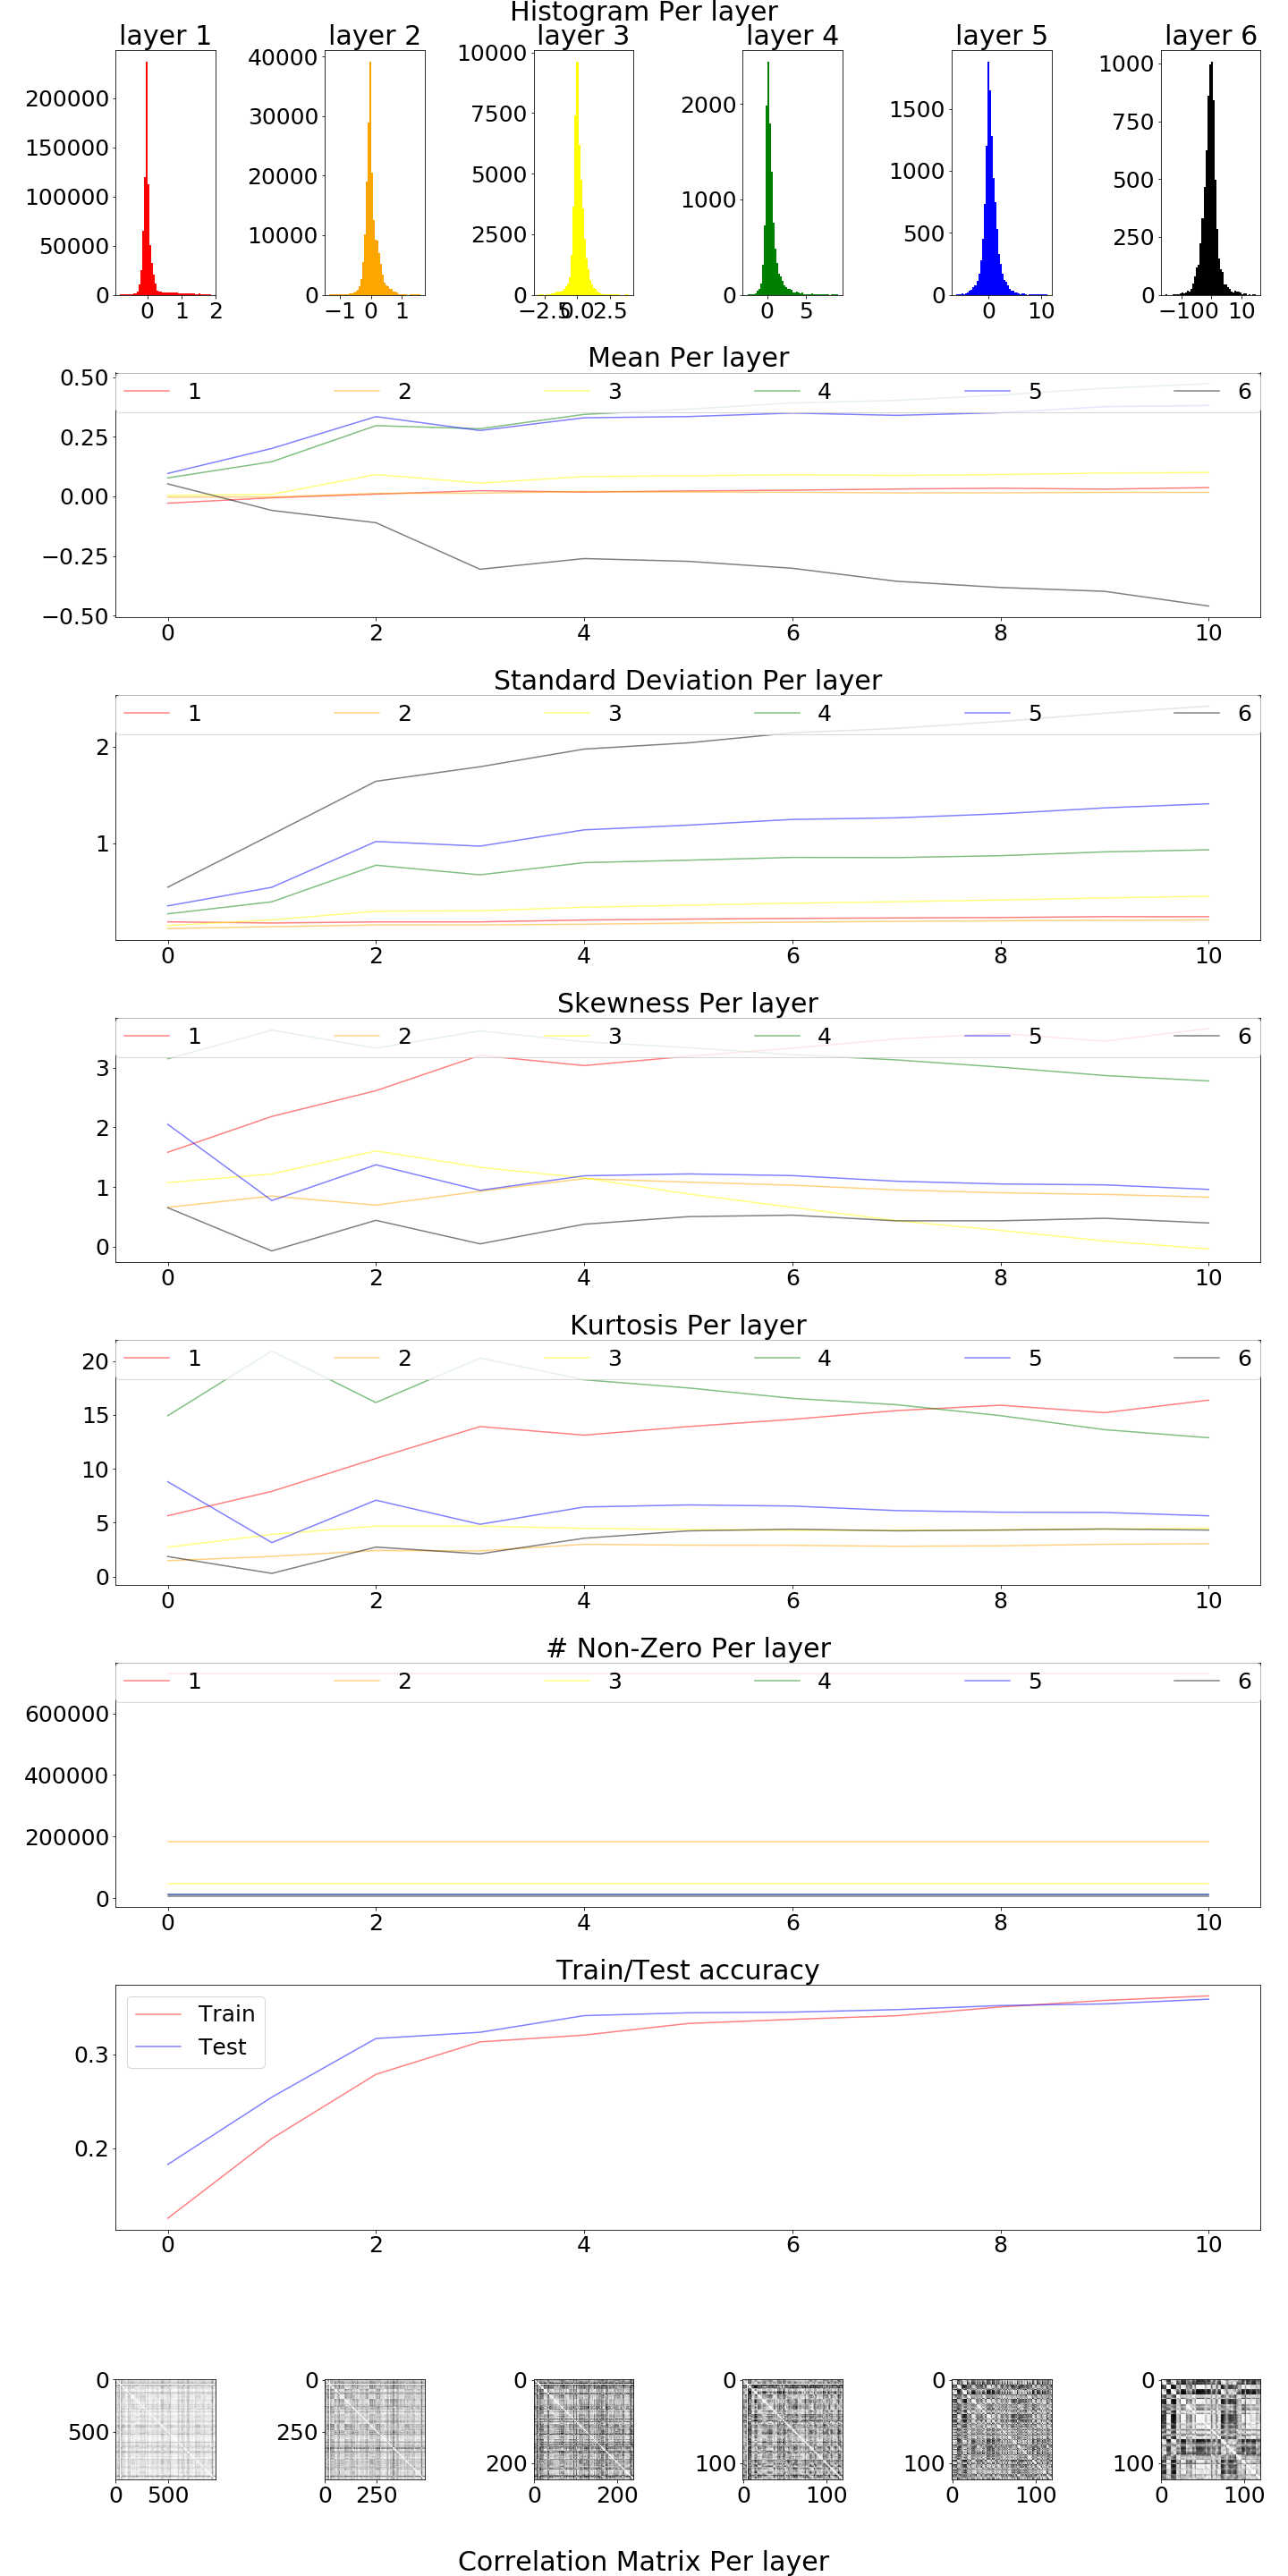 Histogram Per layer
layer 1 layer 2 layer 3 layer 4 layer 5 layer 6
200000
150000
100000
50000
0
0 1 2
40000
30000
20000
10000
0
−1 0 1
10000
7500
5000
2500
0
−2.5 0.0 2.5
2000
1000
0
0 5
1500
1000
500
0
0 10
1000
750
500
250
0
−10 0 10
Mean Per layer
1 2 3 4 5 6
0.50
0.25
0.00
−0.25
−0.50
0 2 4 6 8 10
Standard Deviation Per layer
1 2 3 4 5 6
2
1
0 2 4 6 8 10
Skewness Per layer
1 2 3 4 5 6
3
2
1
0
0 2 4 6 8 10
Kurtosis Per layer
1 2 3 4 5 6
20
15
10
5
0
0 2 4 6 8 10
# Non-Zero Per layer
1 2 3 4 5 6
600000
400000
200000
0
0 2 4 6 8 10
Train/Test accuracy
Train
Test
0.3
0.2
0 2 4 6 8 10
0
500
0 500
0
250
0 250
0
200
0 200
0
100
0 100
0
100
0 100
0
100
0 100
Correlation Matrix Per layer